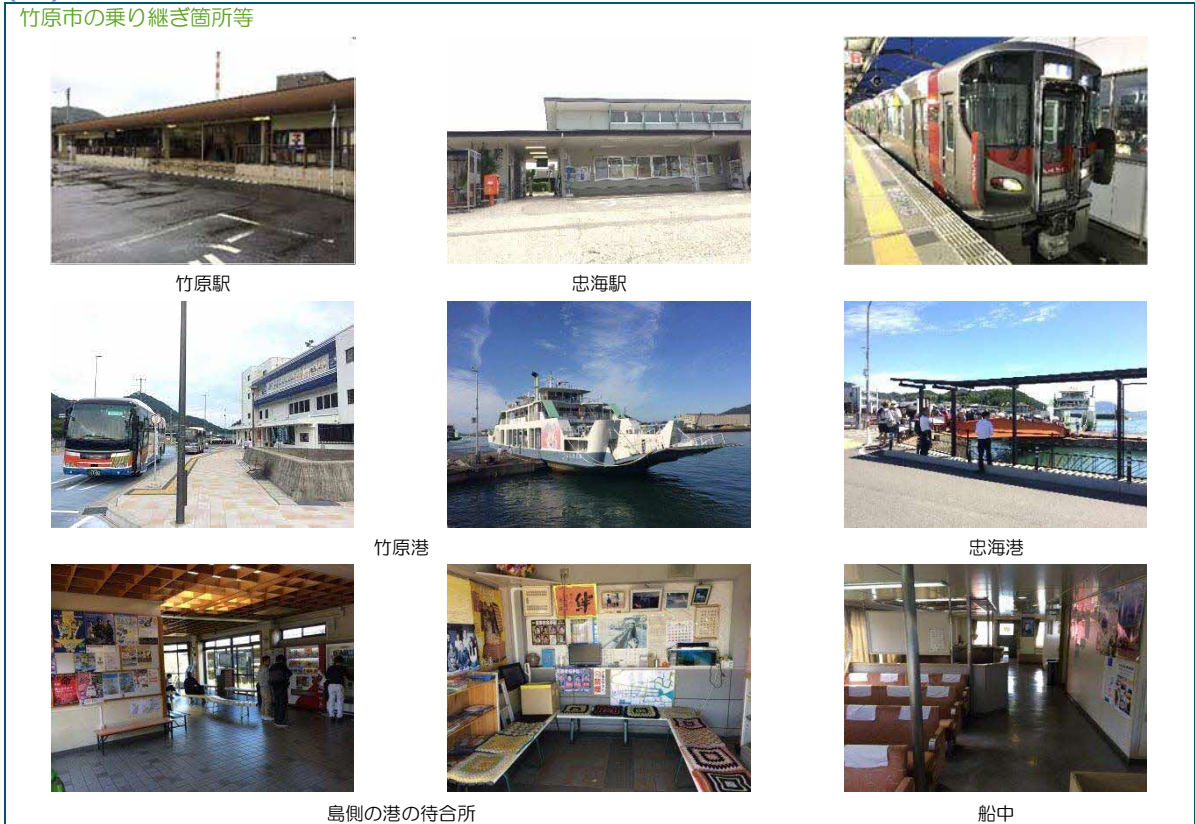 竹原市の乗り継ぎ箇所等
竹原駅
忠海駅
竹原港
忠海港
島側の港の待合所
船中